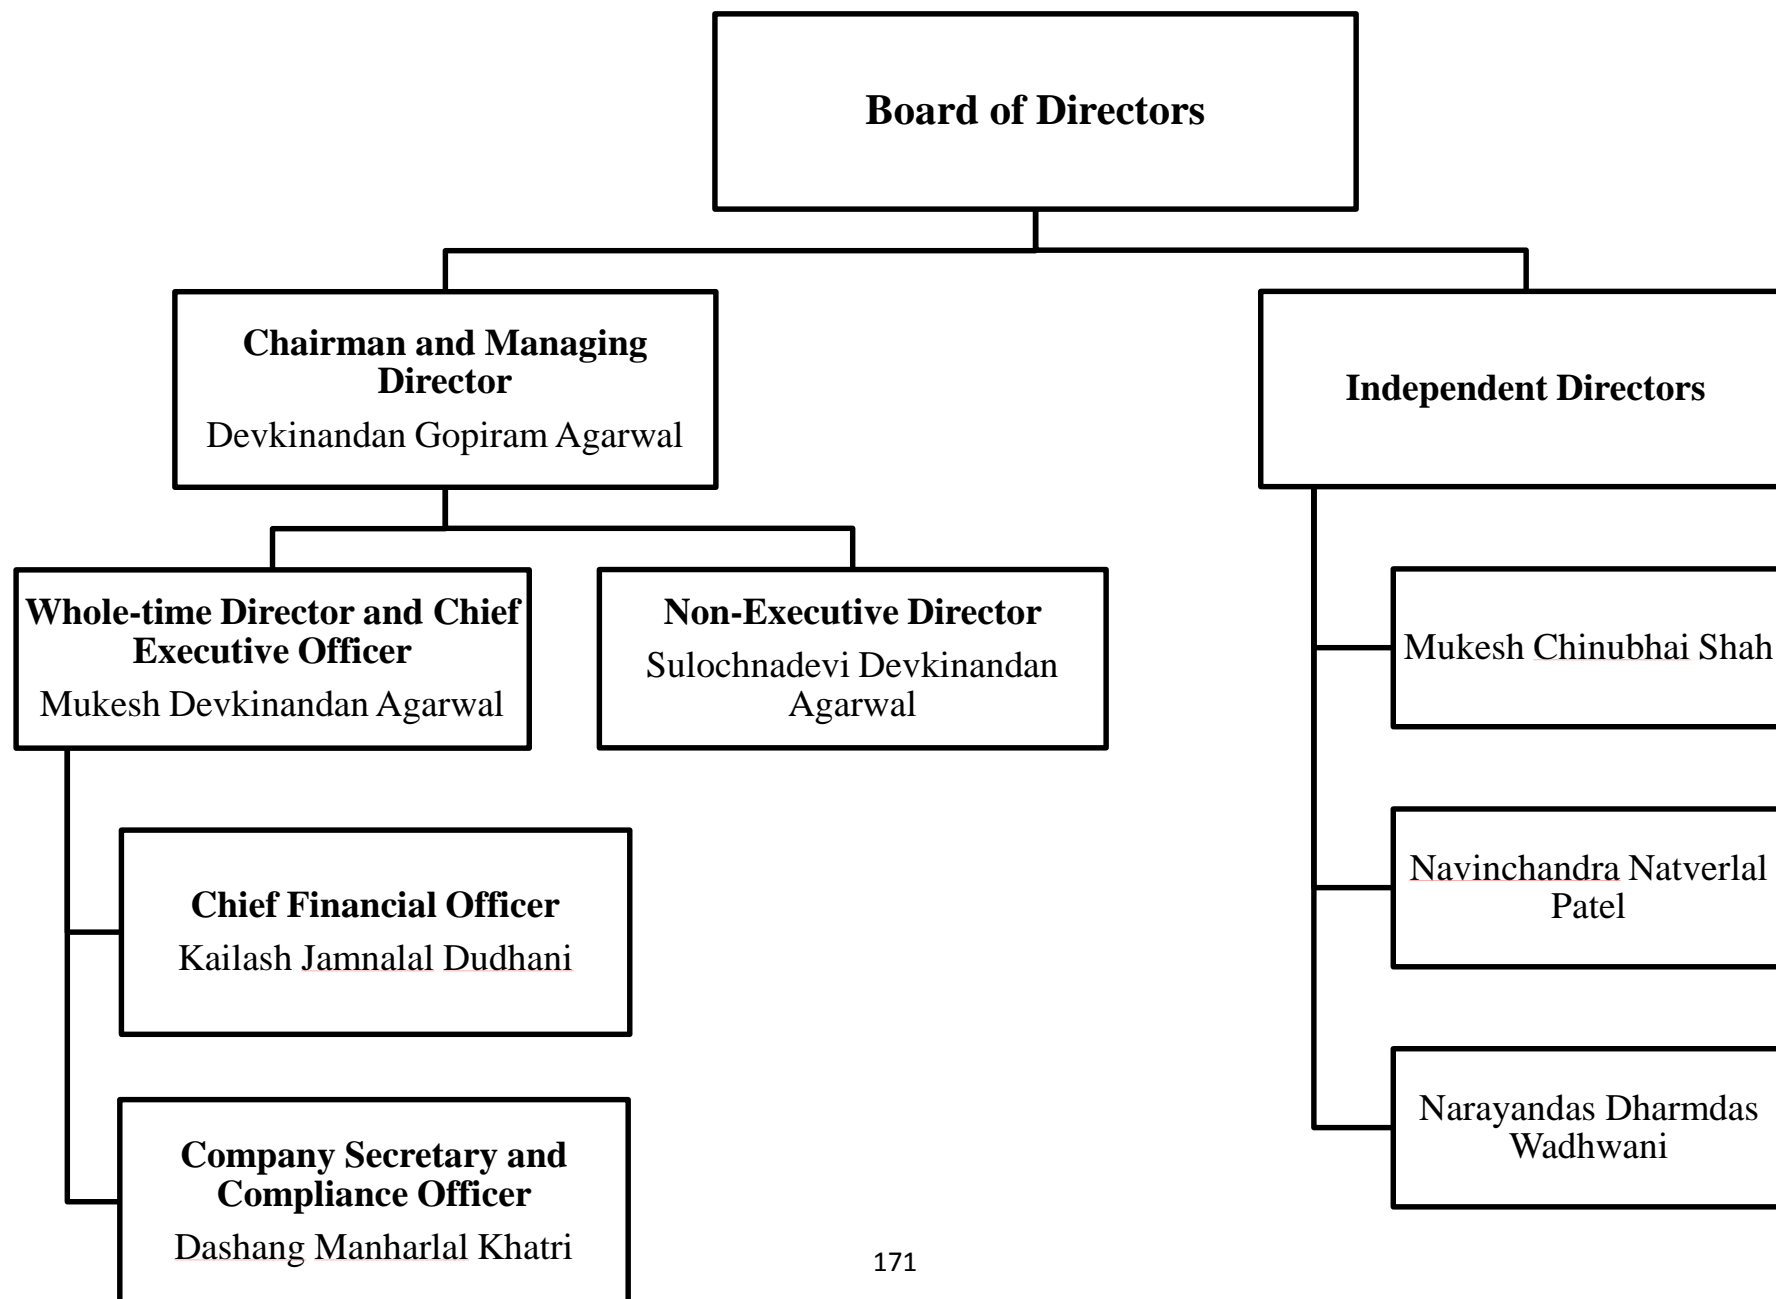 Board of Directors
Chairman and Managing
Director
Devkinandan Gopiram Agarwal
Independent Directors
Whole-time Director and Chief
Executive Officer
Mukesh Devkinandan Agarwal
Non-Executive Director
Sulochnadevi Devkinandan
Agarwal
Mukesh Chinubhai Shah
Navinchandra Natverlal
Patel
Chief Financial Officer
Kailash Jamnalal Dudhani
Narayandas Dharmdas
Wadhwani
Company Secretary and
Compliance Officer
Dashang Manharlal Khatri
171